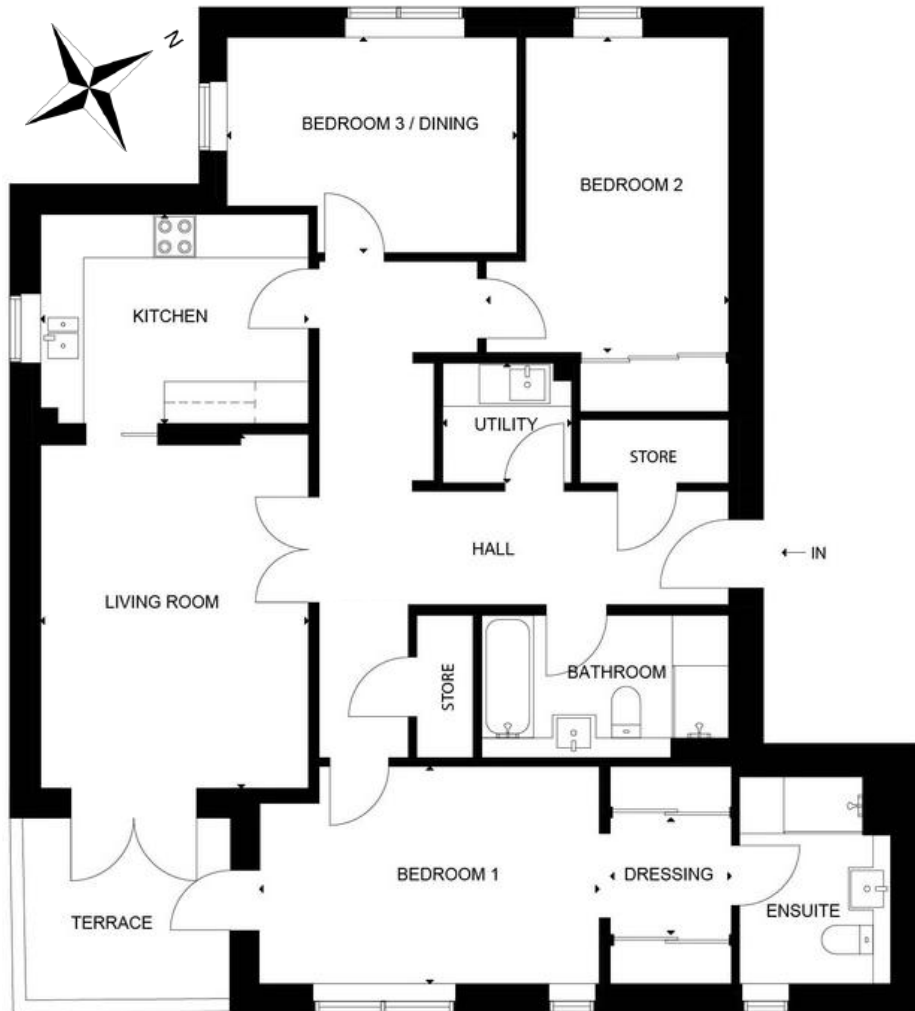 N
BEDROOM 3 / DINING
BEDROOM 2
KITCHEN
UTILITY
STORE
HALL
IN
LIVING ROOM
STORE
BATHROOM
BEDROOM 1
DRESSING
ENSUITE
TERRACE